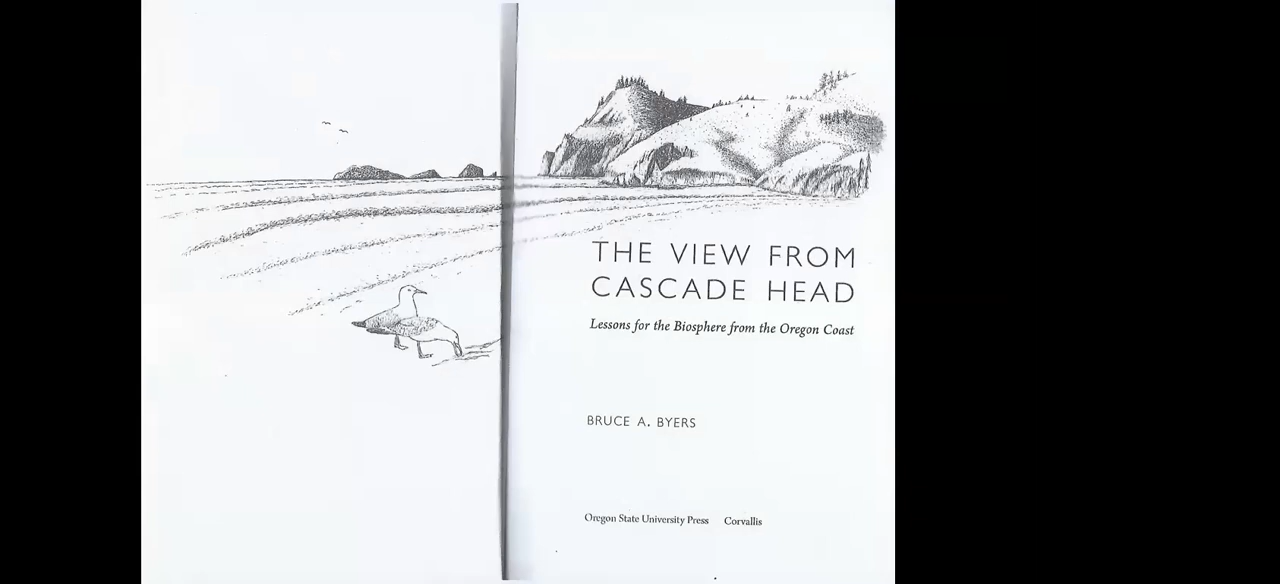 THE VIEW FROM
CASCADE HEAD
Lessons for the Biosphere from the Oregon Coast
BRUCE A. BYERS
Oregon State University Press Corvallis